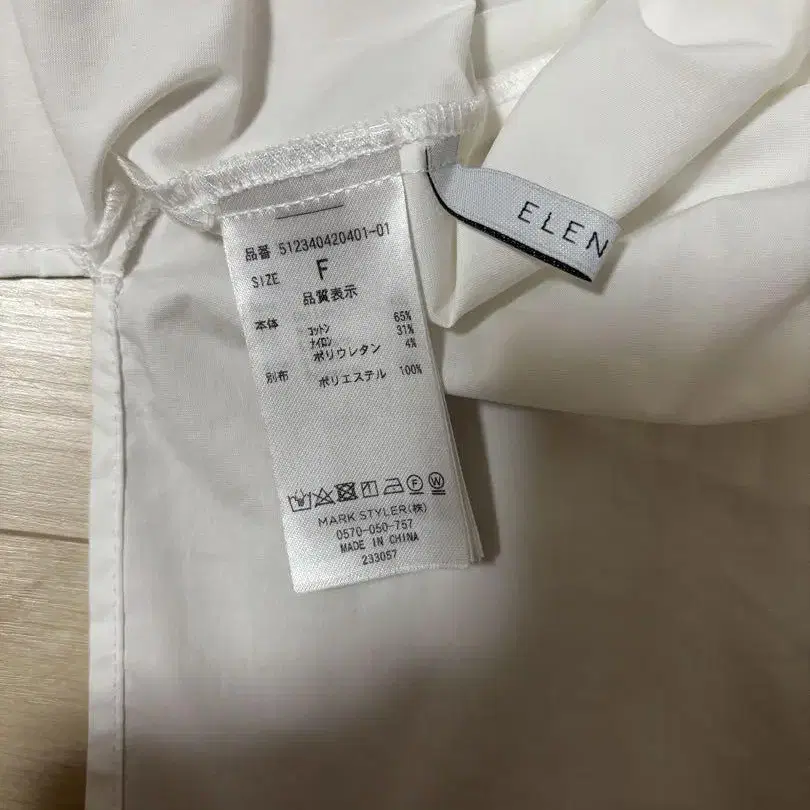 ELEN
品番 512340420401-01
SIZE F
品質表示
本体 コットン 65%
ナイロン 31%
ポリウレタン 4%
別布 ポリエステル 100%
F W
MARK STYLER(株)
0570-050-757
MADE IN CHINA
233057